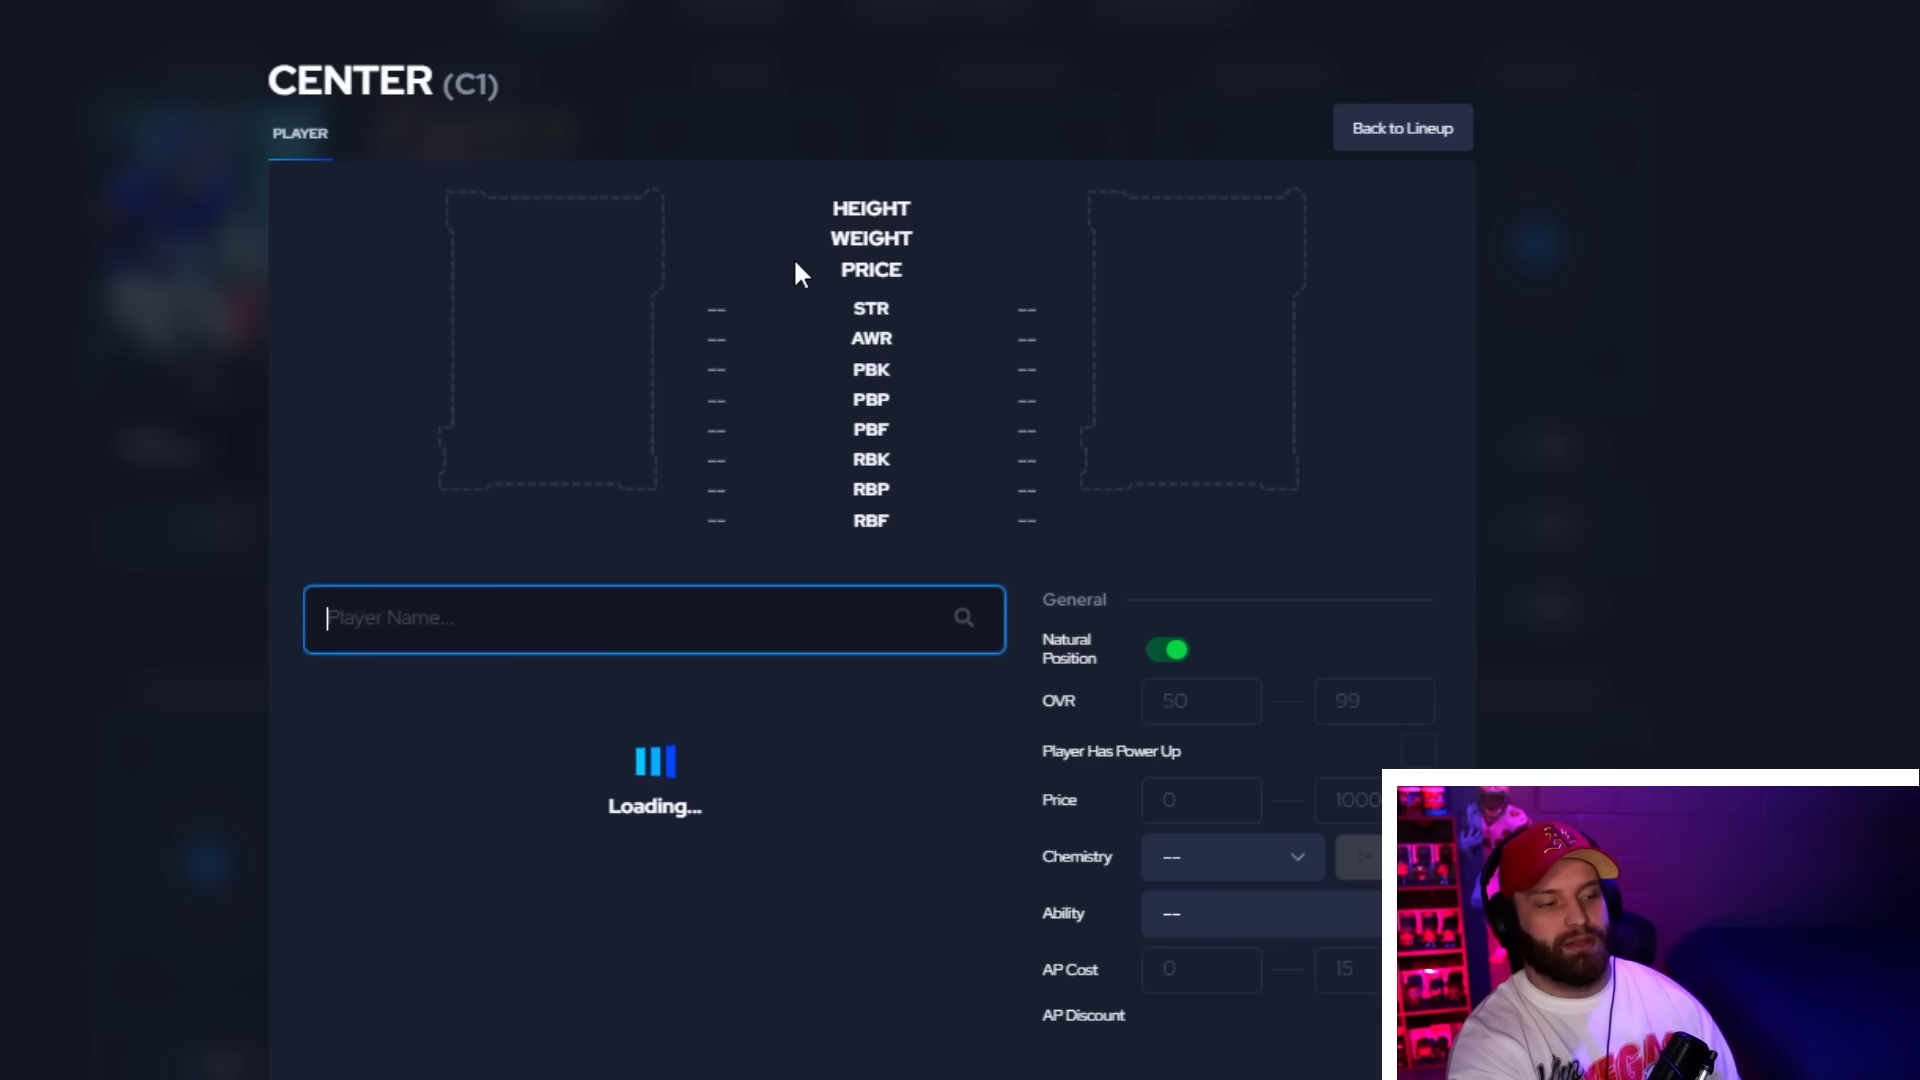 CENTER (C1)
PLAYER
Back to Lineup
HEIGHT
WEIGHT
PRICE
-- STR --
-- AWR --
-- PBK --
-- PBP --
-- PBF --
-- RBK --
-- RBP --
-- RBF --
Player Name...
Loading...
General
Natural
Position
OVR 50 — 99
Player Has Power Up
Price 0 — 1000
Chemistry -- 1+
Ability --
AP Cost 0 — 15
AP Discount